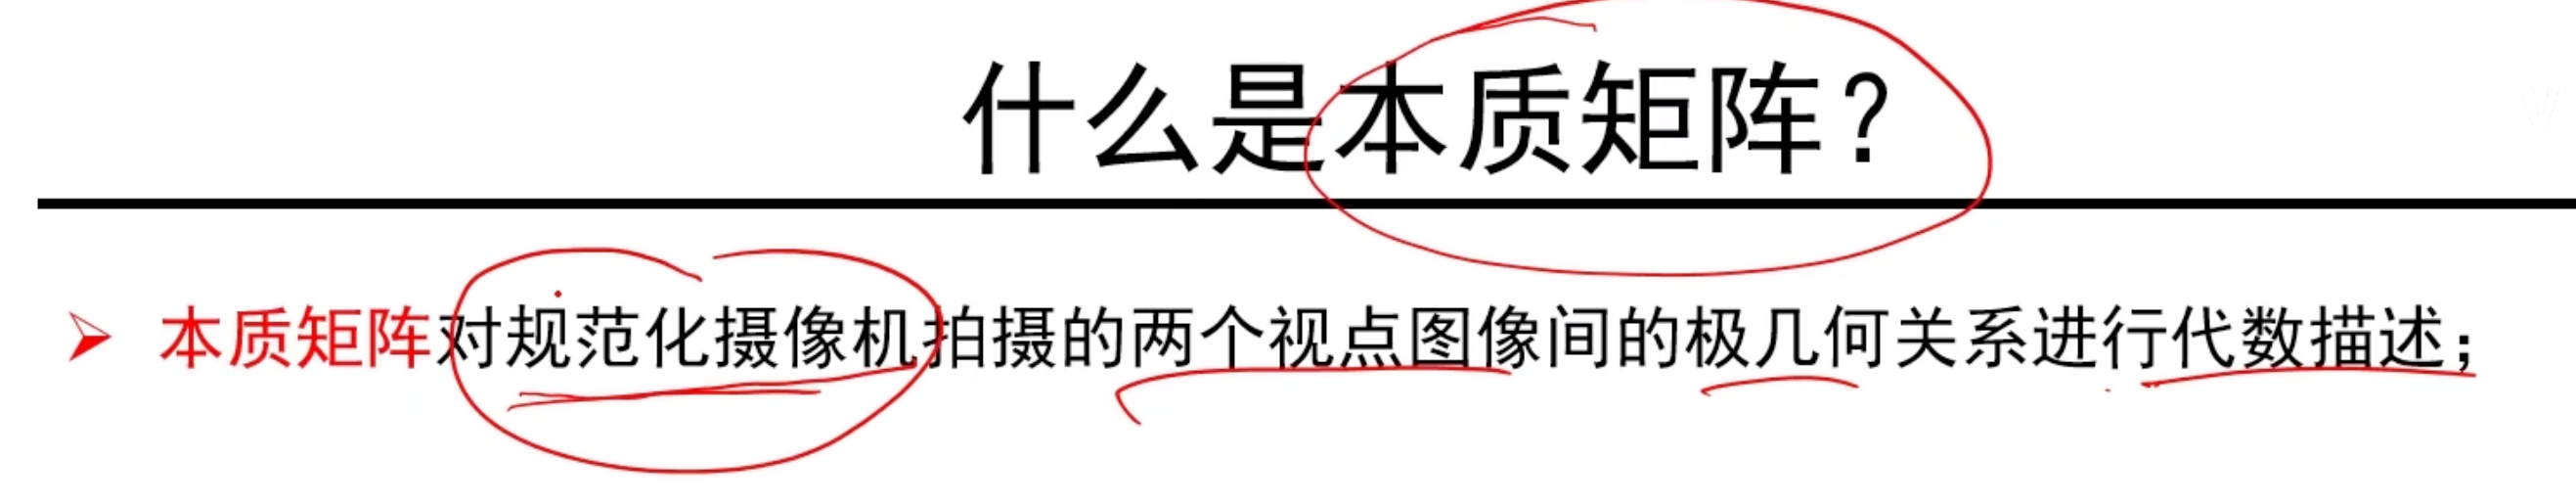 什么是本质矩阵?
本质矩阵对规范化摄像机拍摄的两个视点图像间的极几何关系进行代数描述;